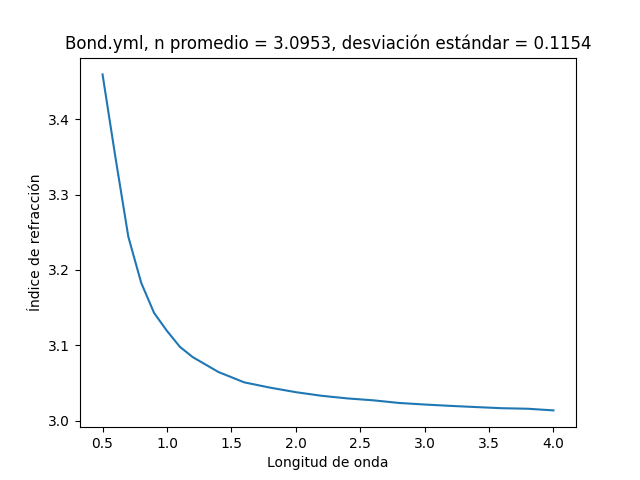 Bond.yml, n promedio = 3.0953, desviación estándar = 0.1154
Índice de refracción
3.4
3.3
3.2
3.1
3.0
0.5 1.0 1.5 2.0 2.5 3.0 3.5 4.0
Longitud de onda